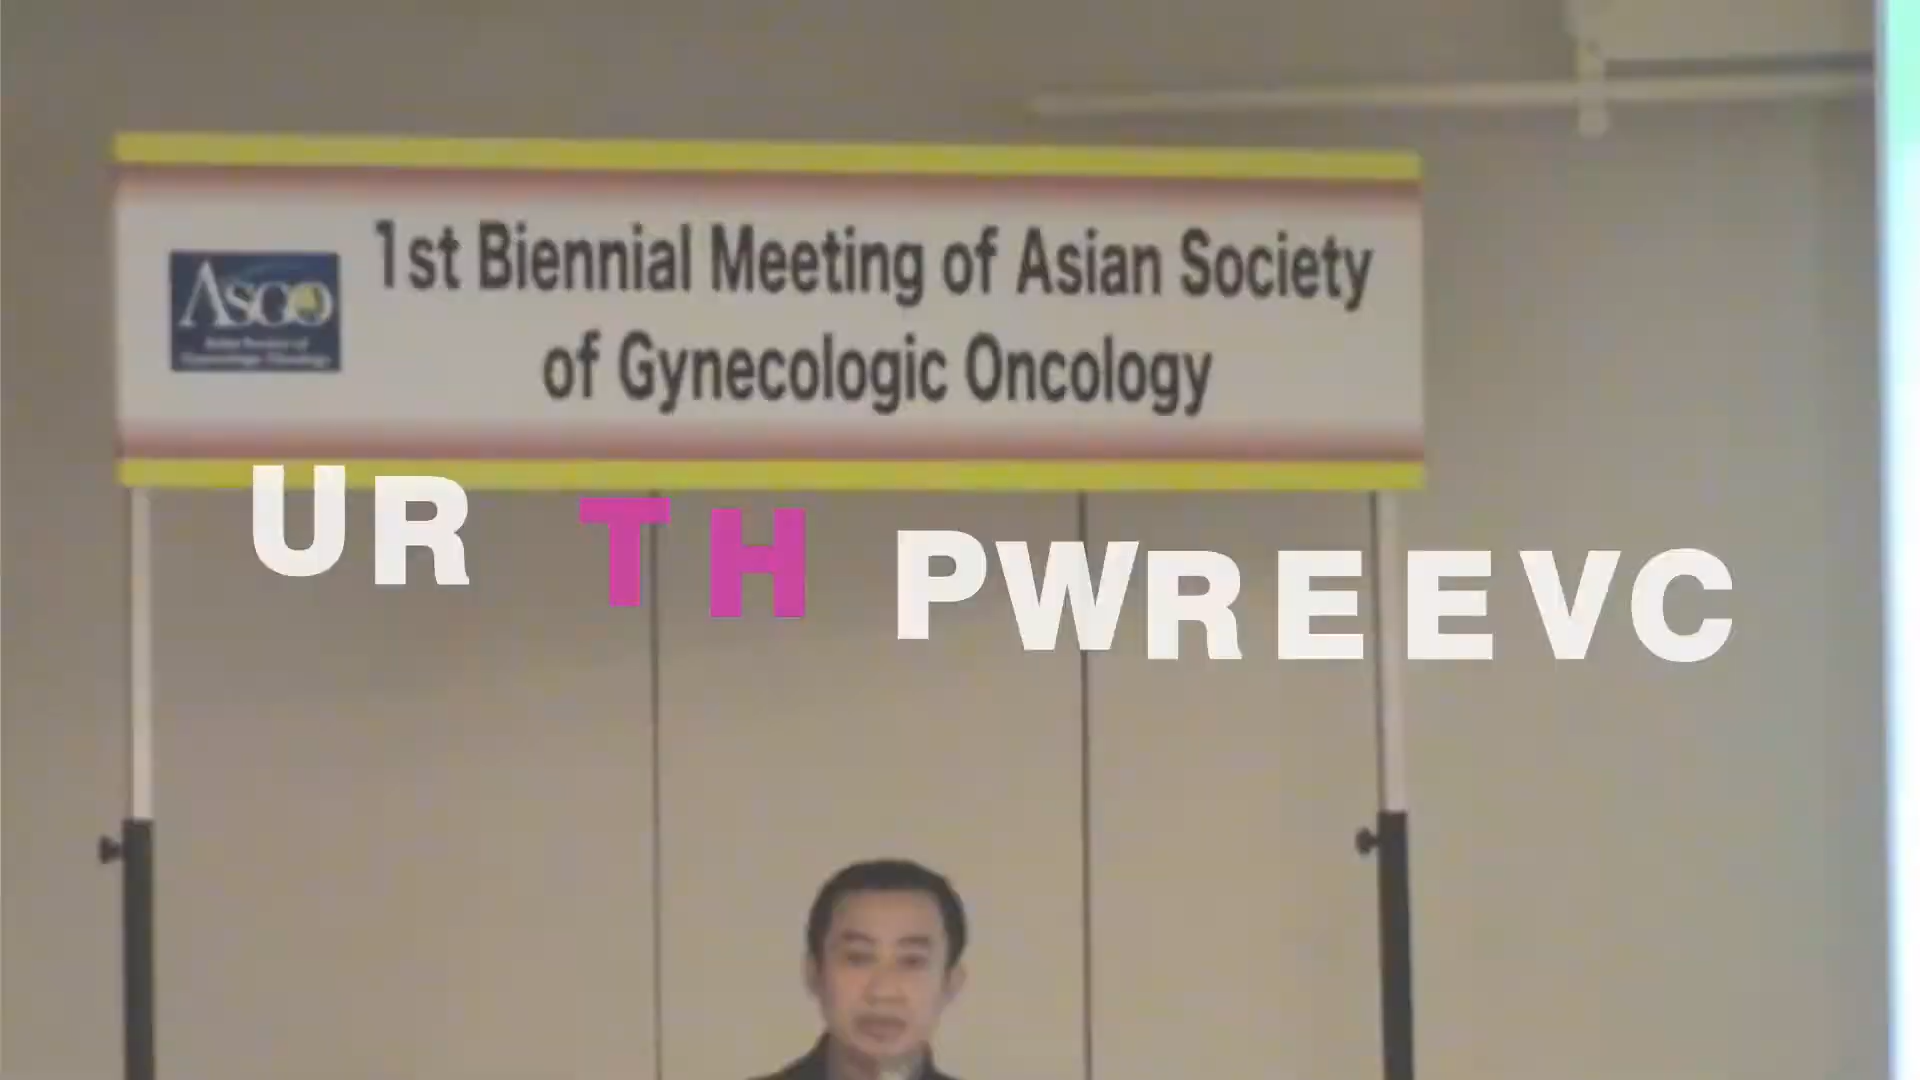 1st Biennial Meeting of Asian Society
of Gynecologic Oncology
ASGO
UR TH PWREEVC